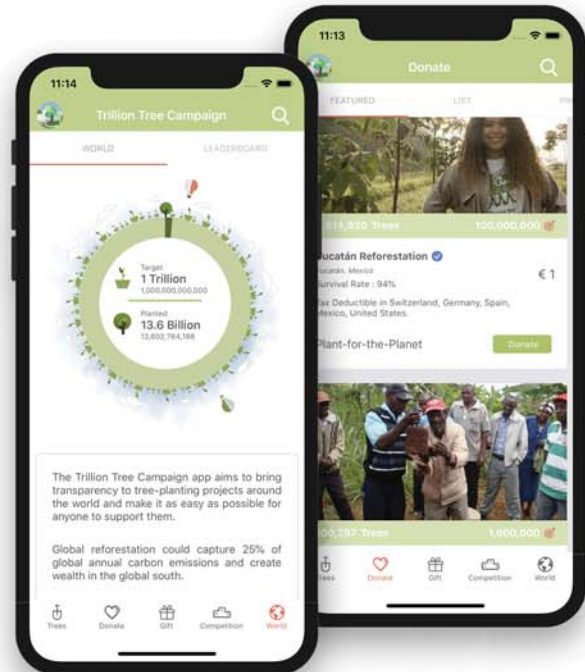 11:14
Trillion Tree Campaign
WORLD LEADERBOARD
Target
1 Trillion
1,000,000,000,000
Planted
13.6 Billion
The Trillion Tree Campaign app aims to bring
transparency to tree-planting projects around
the world and make it as easy as possible for
anyone to support them.
Global reforestation could capture 25% of
global annual carbon emissions and create
wealth in the global south.
Trees Donate Gift Competition World
11:13
Donate
FEATURED LIST
Trees 100,000,000
Yucatán Reforestation
Yucatán, Mexico
€ 1
Survival Rate : 94%
Tax Deductible in Switzerland, Germany, Spain,
Mexico, United States.
Plant-for-the-Planet Donate
Trees 1,000,000
Trees Donate Gift Competition World